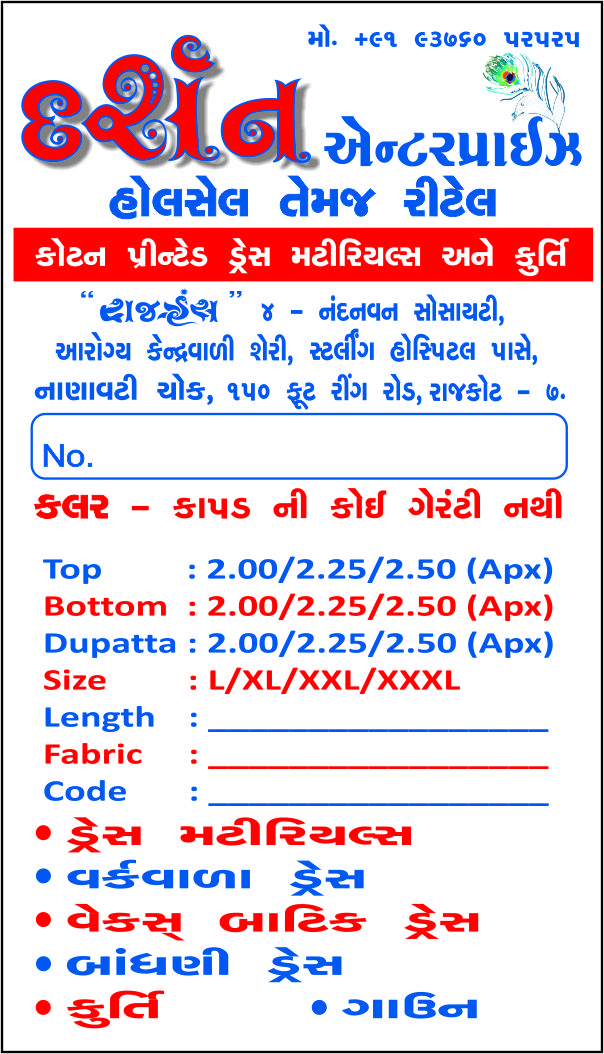 મો. +૯૧ ૯૩૭૬૦ ૫૨૫૨૫
દર્શન એન્ટરપ્રાઈઝ
હોલસેલ તેમજ રીટેલ
કોટન પ્રીન્ટેડ ડ્રેસ મટીરિયલ્સ અને કુર્તિ
“રાજહંસ” ૪ – નંદનવન સોસાયટી,
આરોગ્ય કેન્દ્રવાળી શેરી, સ્ટર્લીંગ હોસ્પિટલ પાસે,
નાણાવટી ચોક, ૧૫૦ ફૂટ રીંગ રોડ, રાજકોટ – ૭.
No.
કલર – કાપડ ની કોઈ ગેરંટી નથી
Top : 2.00/2.25/2.50 (Apx)
Bottom : 2.00/2.25/2.50 (Apx)
Dupatta : 2.00/2.25/2.50 (Apx)
Size : L/XL/XXL/XXXL
Length : ________________
Fabric : ________________
Code : ________________
• ડ્રેસ મટીરિયલ્સ
• વર્કવાળા ડ્રેસ
• વેકસ્ બાટિક ડ્રેસ
• બાંધણી ડ્રેસ
• કુર્તિ • ગાઉન